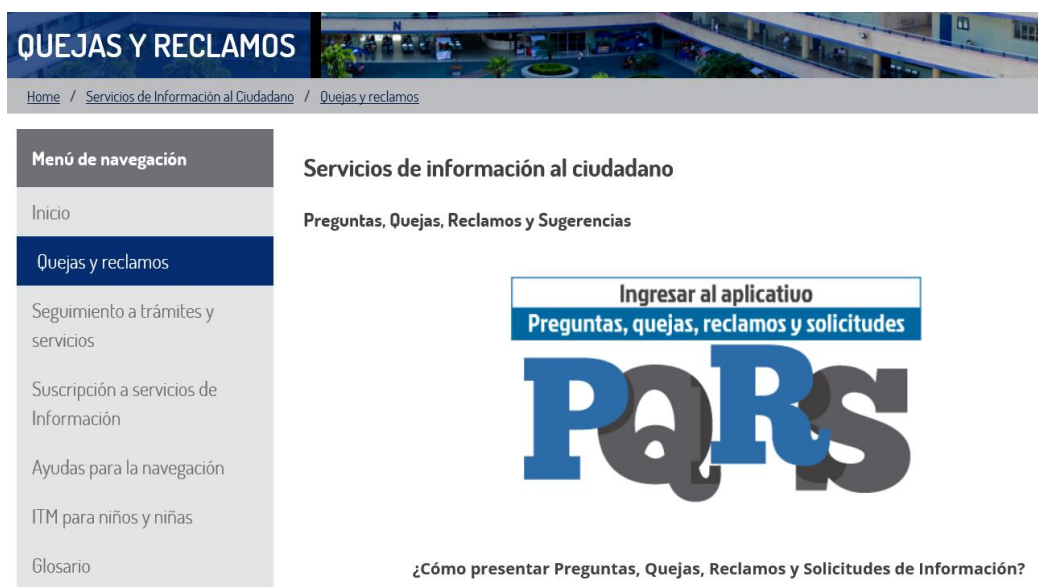 QUEJAS Y RECLAMOS
Home / Servicios de Información al Ciudadano / Quejas y reclamos
Menú de navegación
Inicio
Quejas y reclamos
Seguimiento a trámites y
servicios
Suscripción a servicios de
Información
Ayudas para la navegación
ITM para niños y niñas
Glosario
Servicios de información al ciudadano
Preguntas, Quejas, Reclamos y Sugerencias
Ingresar al aplicativo
Preguntas, quejas, reclamos y solicitudes
PQRS
¿Cómo presentar Preguntas, Quejas, Reclamos y Solicitudes de Información?